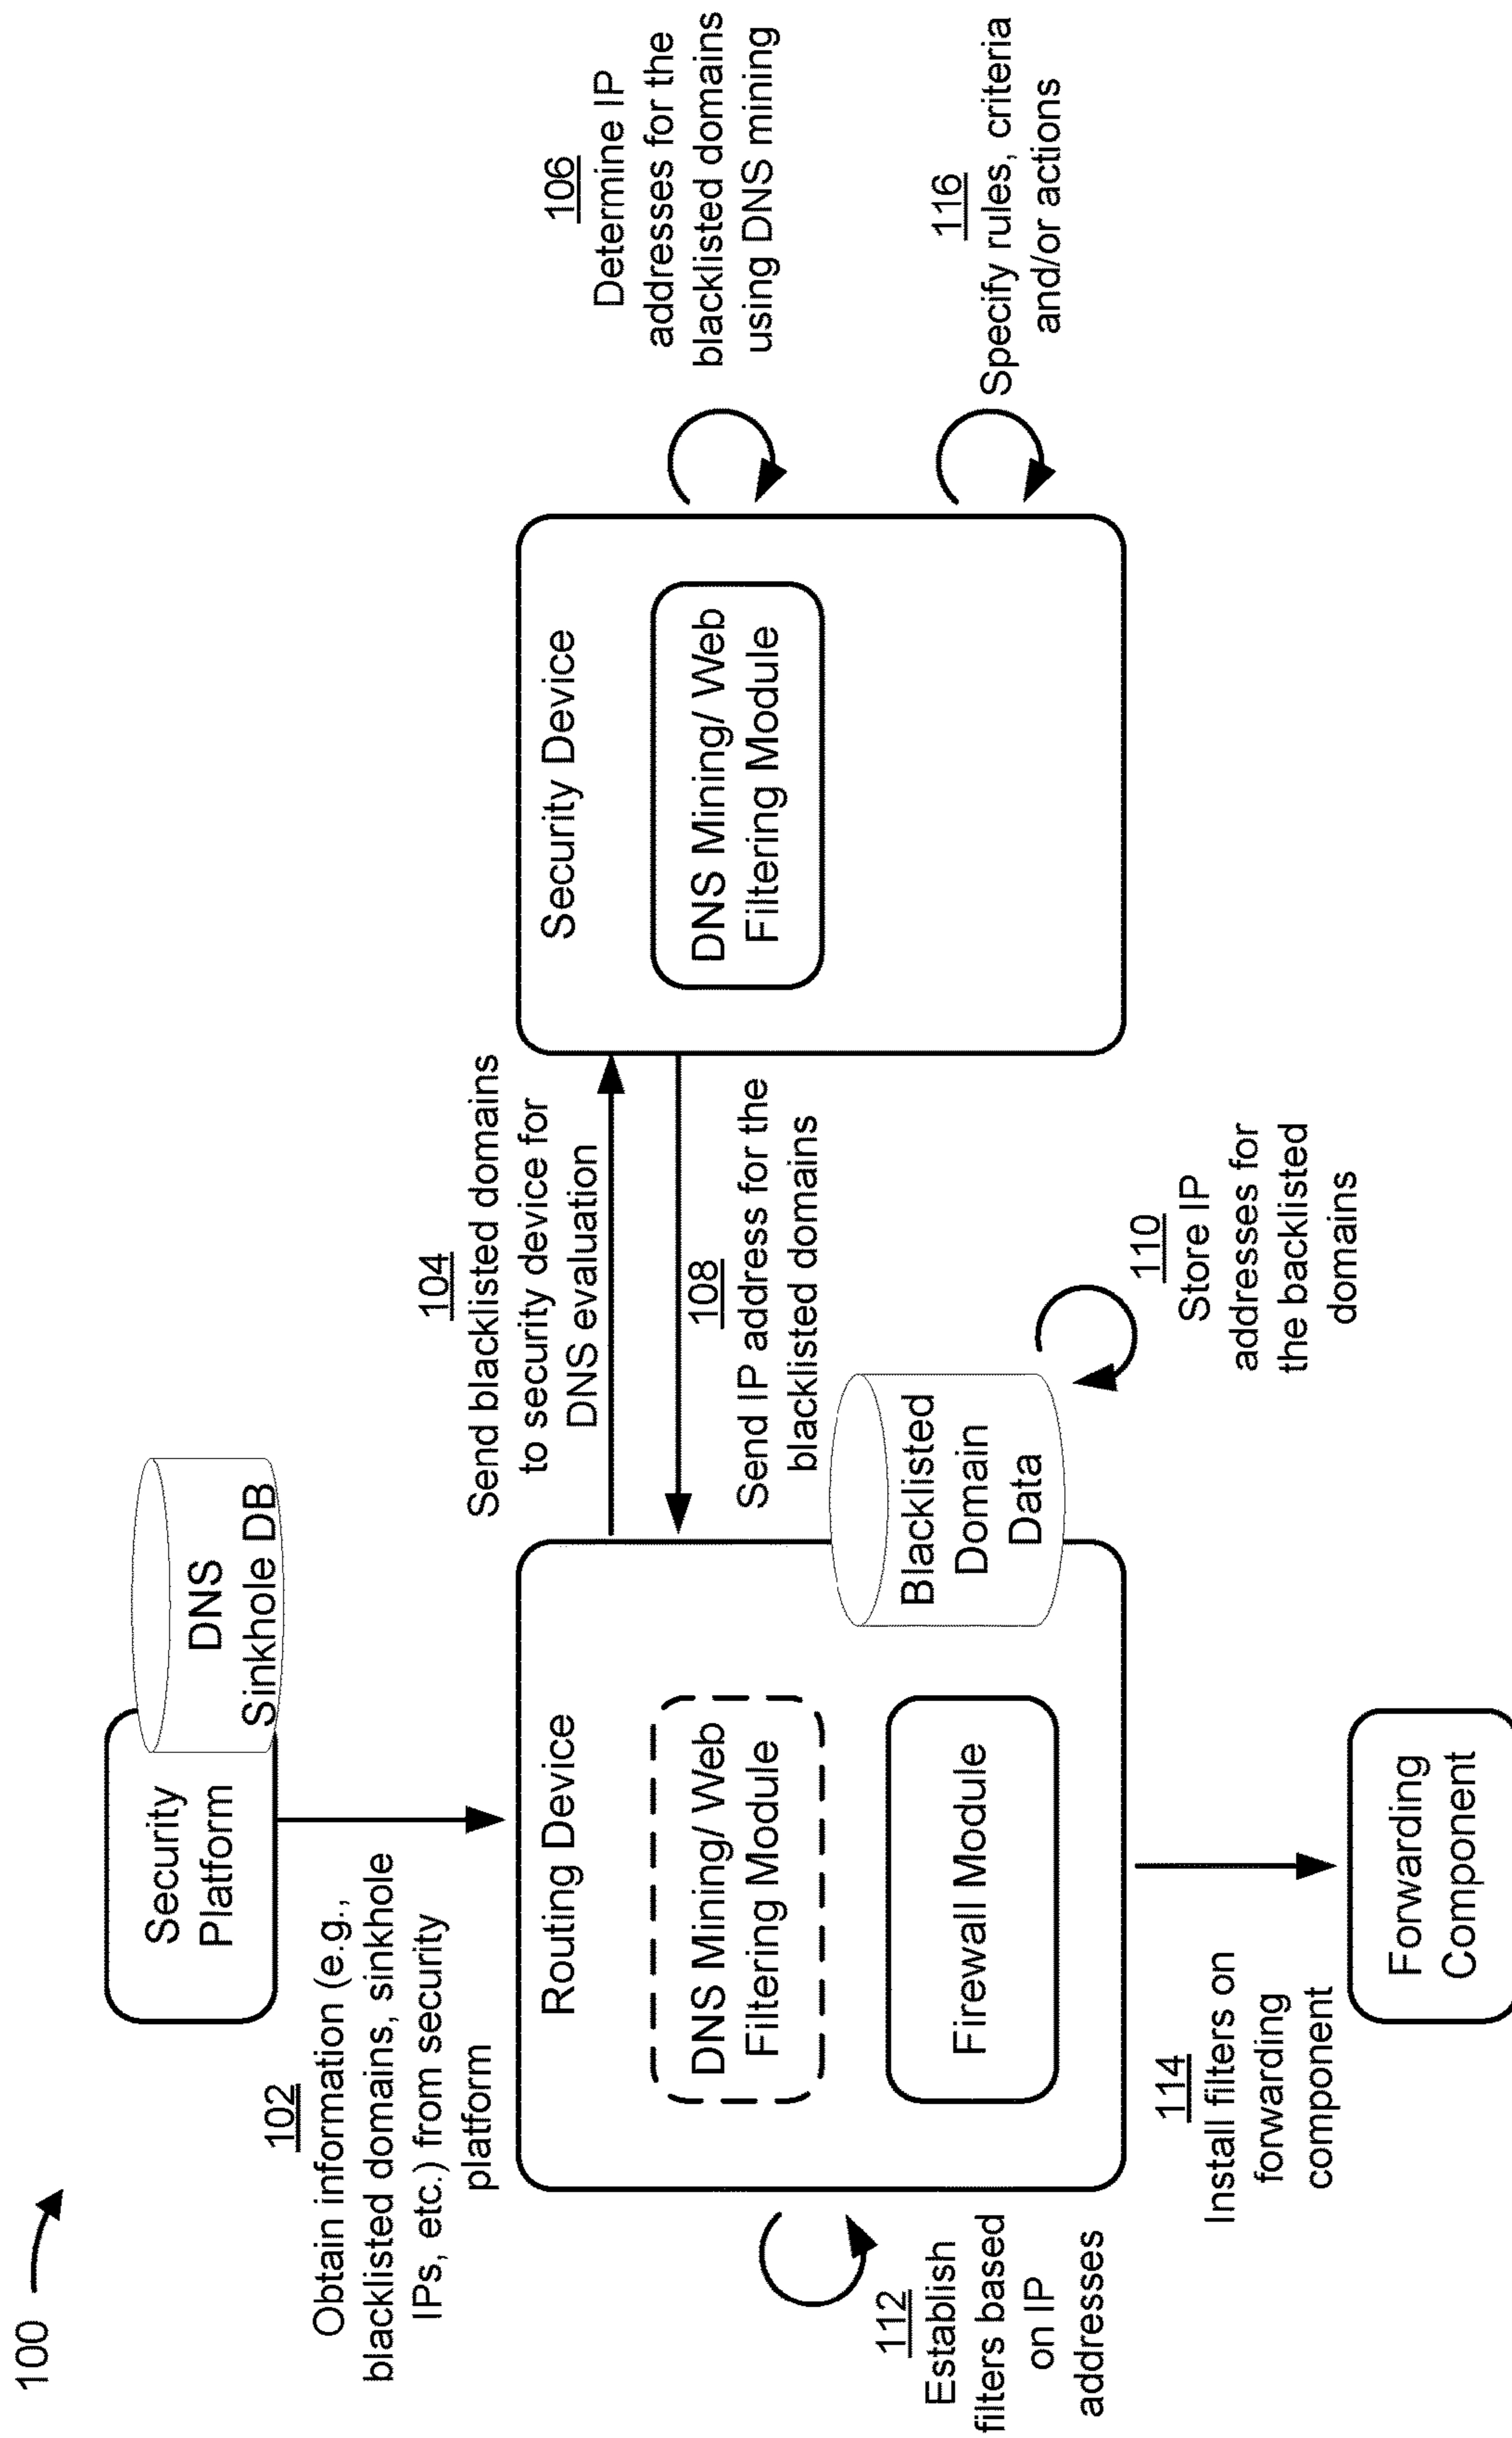 100
Security
Platform
DNS
Sinkhole DB
102
Obtain information (e.g.,
blacklisted domains, sinkhole
IPs, etc.) from security
platform
104
Send blacklisted domains
to security device for
DNS evaluation
106
Determine IP
addresses for the
blacklisted domains
using DNS mining
Routing Device
DNS Mining/ Web
Filtering Module
Firewall Module
Blacklisted
Domain
Data
108
Send IP address for the
blacklisted domains
Security Device
DNS Mining/ Web
Filtering Module
116
Specify rules, criteria
and/or actions
110
Store IP
addresses for
the backlisted
domains
112
Establish
filters based
on IP
addresses
114
Install filters on
forwarding
component
Forwarding
Component